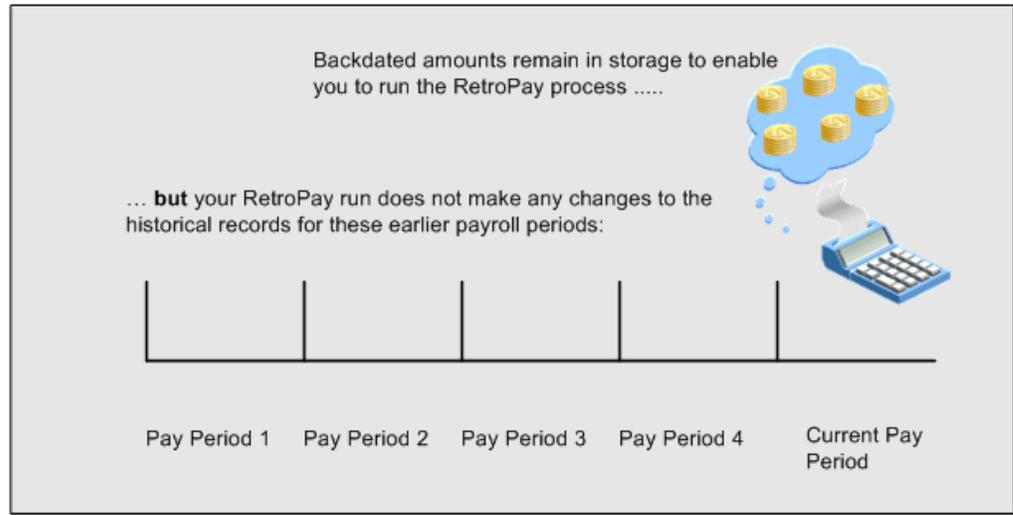 Backdated amounts remain in storage to enable
you to run the RetroPay process .....
... but your RetroPay run does not make any changes to the
historical records for these earlier payroll periods:
Pay Period 1
Pay Period 2
Pay Period 3
Pay Period 4
Current Pay
Period